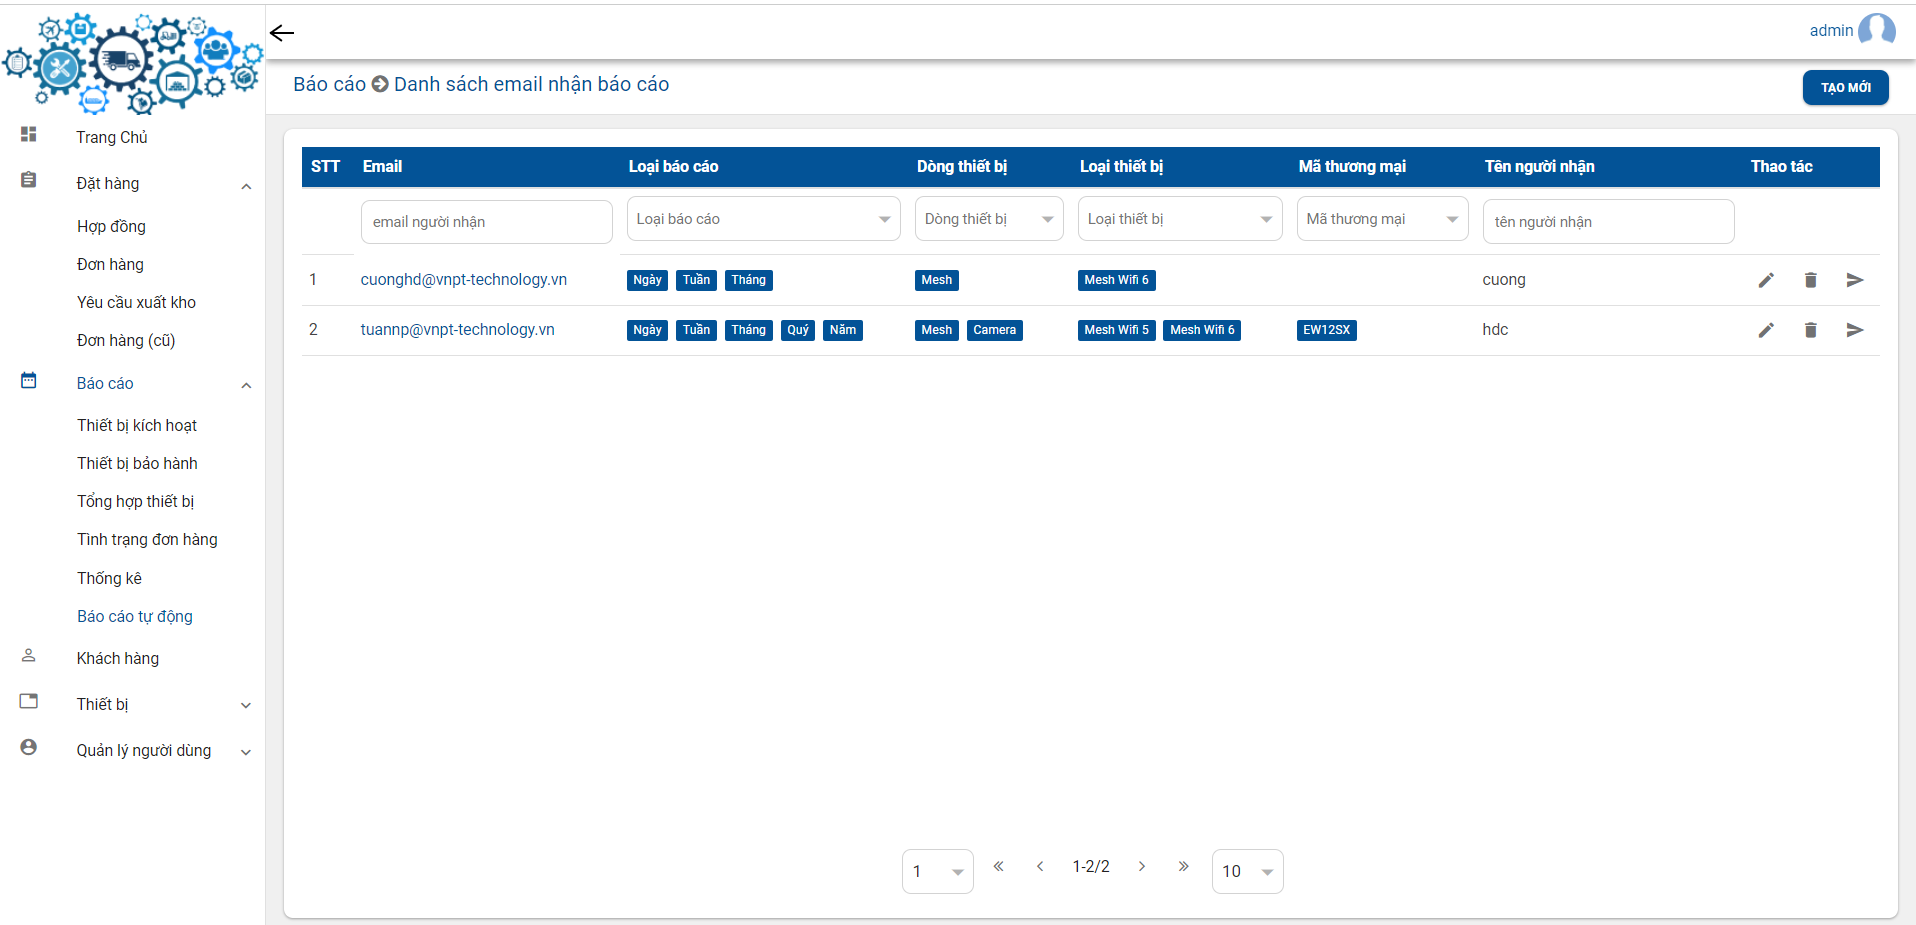 admin
Báo cáo Danh sách email nhận báo cáo
TẠO MỚI
Trang Chủ
Đặt hàng
Hợp đồng
Đơn hàng
Yêu cầu xuất kho
Đơn hàng (cũ)
Báo cáo
Thiết bị kích hoạt
Thiết bị bảo hành
Tổng hợp thiết bị
Tình trạng đơn hàng
Thống kê
Báo cáo tự động
Khách hàng
Thiết bị
Quản lý người dùng
STT Email Loại báo cáo Dòng thiết bị Loại thiết bị Mã thương mại Tên người nhận Thao tác
email người nhận Loại báo cáo Dòng thiết bị Loại thiết bị Mã thương mại tên người nhận
1 cuonghd@vnpt-technology.vn Ngày Tuần Tháng Mesh Mesh Wifi 6 cuong
2 tuannp@vnpt-technology.vn Ngày Tuần Tháng Quý Năm Mesh Camera Mesh Wifi 5 Mesh Wifi 6 EW12SX hdc
1 « ‹ 1-2/2 › » 10